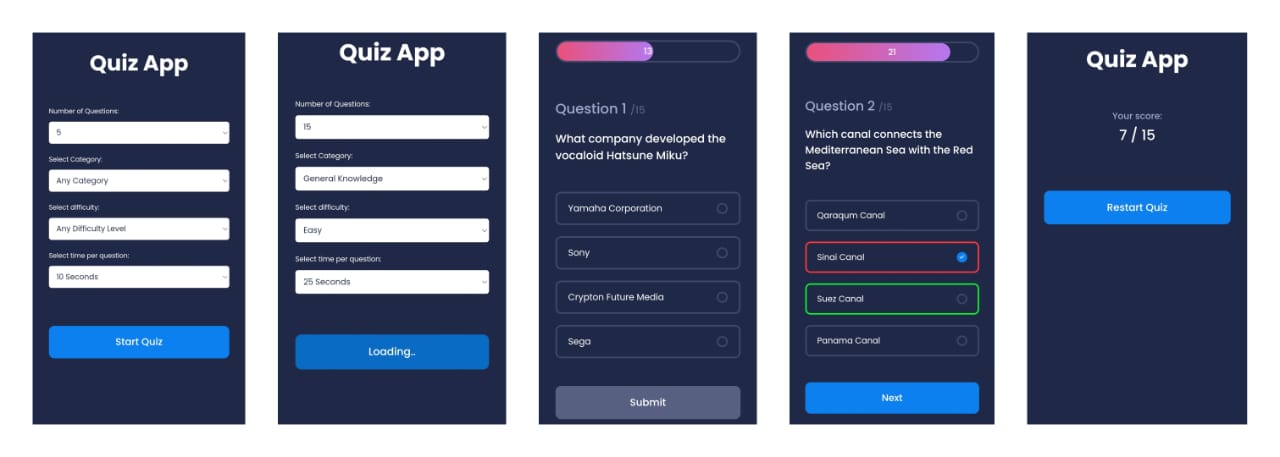 Quiz App
Number of Questions:
5
Select Category:
Any Category
Select difficulty:
Any Difficulty Level
Select time per question:
10 Seconds
Start Quiz
Quiz App
Number of Questions:
15
Select Category:
General Knowledge
Select difficulty:
Easy
Select time per question:
25 Seconds
Loading..
13
Question 1 /15
What company developed the
vocaloid Hatsune Miku?
Yamaha Corporation
Sony
Crypton Future Media
Sega
Submit
21
Question 2 /15
Which canal connects the
Mediterranean Sea with the Red
Sea?
Qaraqum Canal
Sinai Canal
Suez Canal
Panama Canal
Next
Quiz App
Your score:
7 / 15
Restart Quiz